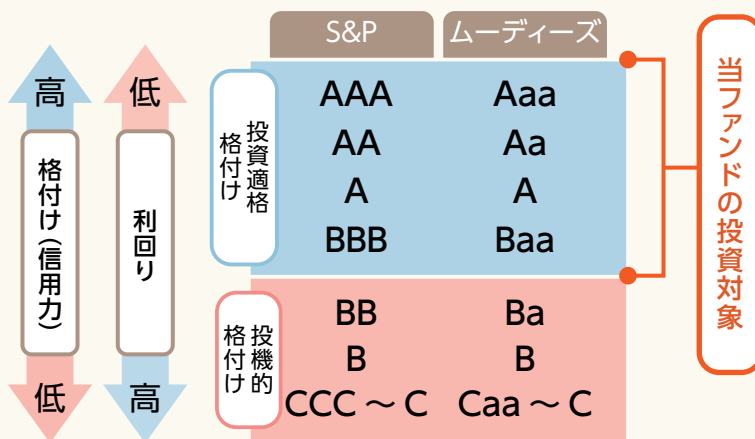 S&P
ムーディーズ
高
格付け(信用力)
低
低
利回り
高
投資適格
格付け
AAA
Aaa
AA
Aa
A
A
BBB
Baa
投機的
格付け
BB
Ba
B
B
CCC ～ C
Caa ～ C
当ファンドの投資対象